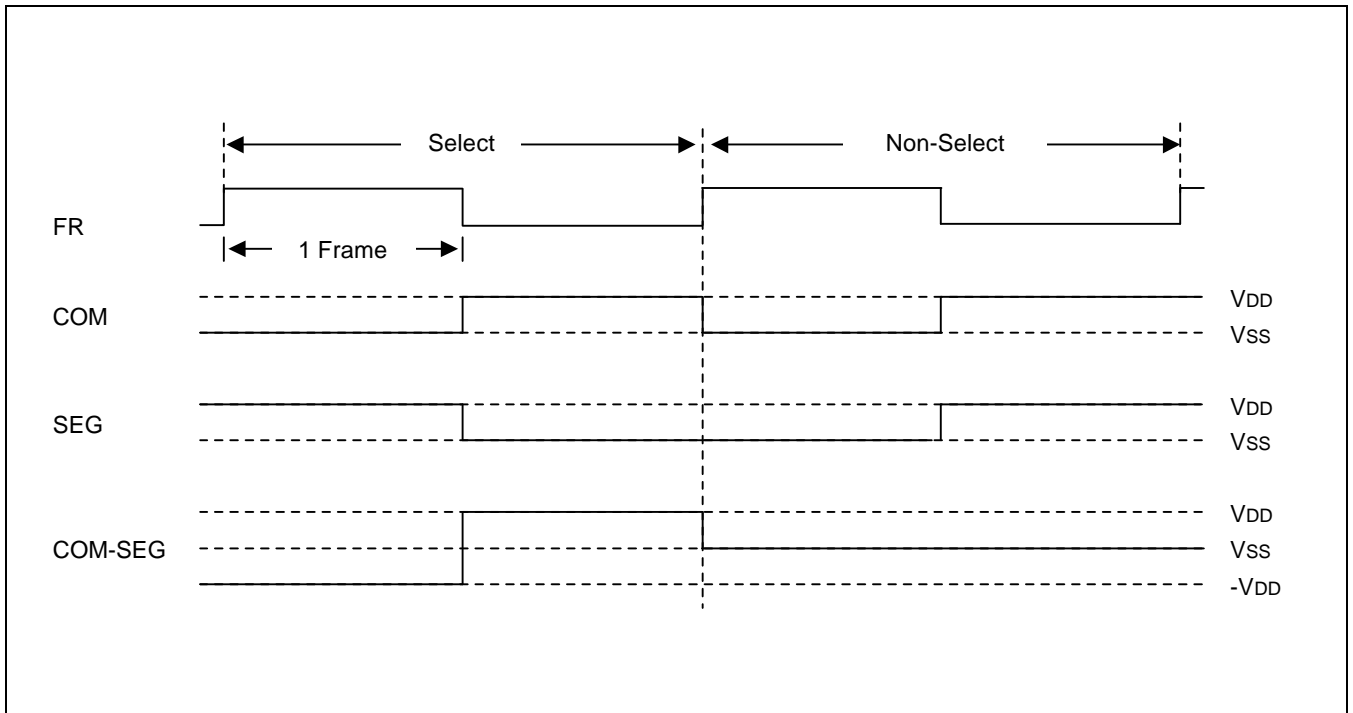 Select
Non-Select
FR
1 Frame
COM
VDD
VSS
SEG
VDD
VSS
COM-SEG
VDD
VSS
-VDD